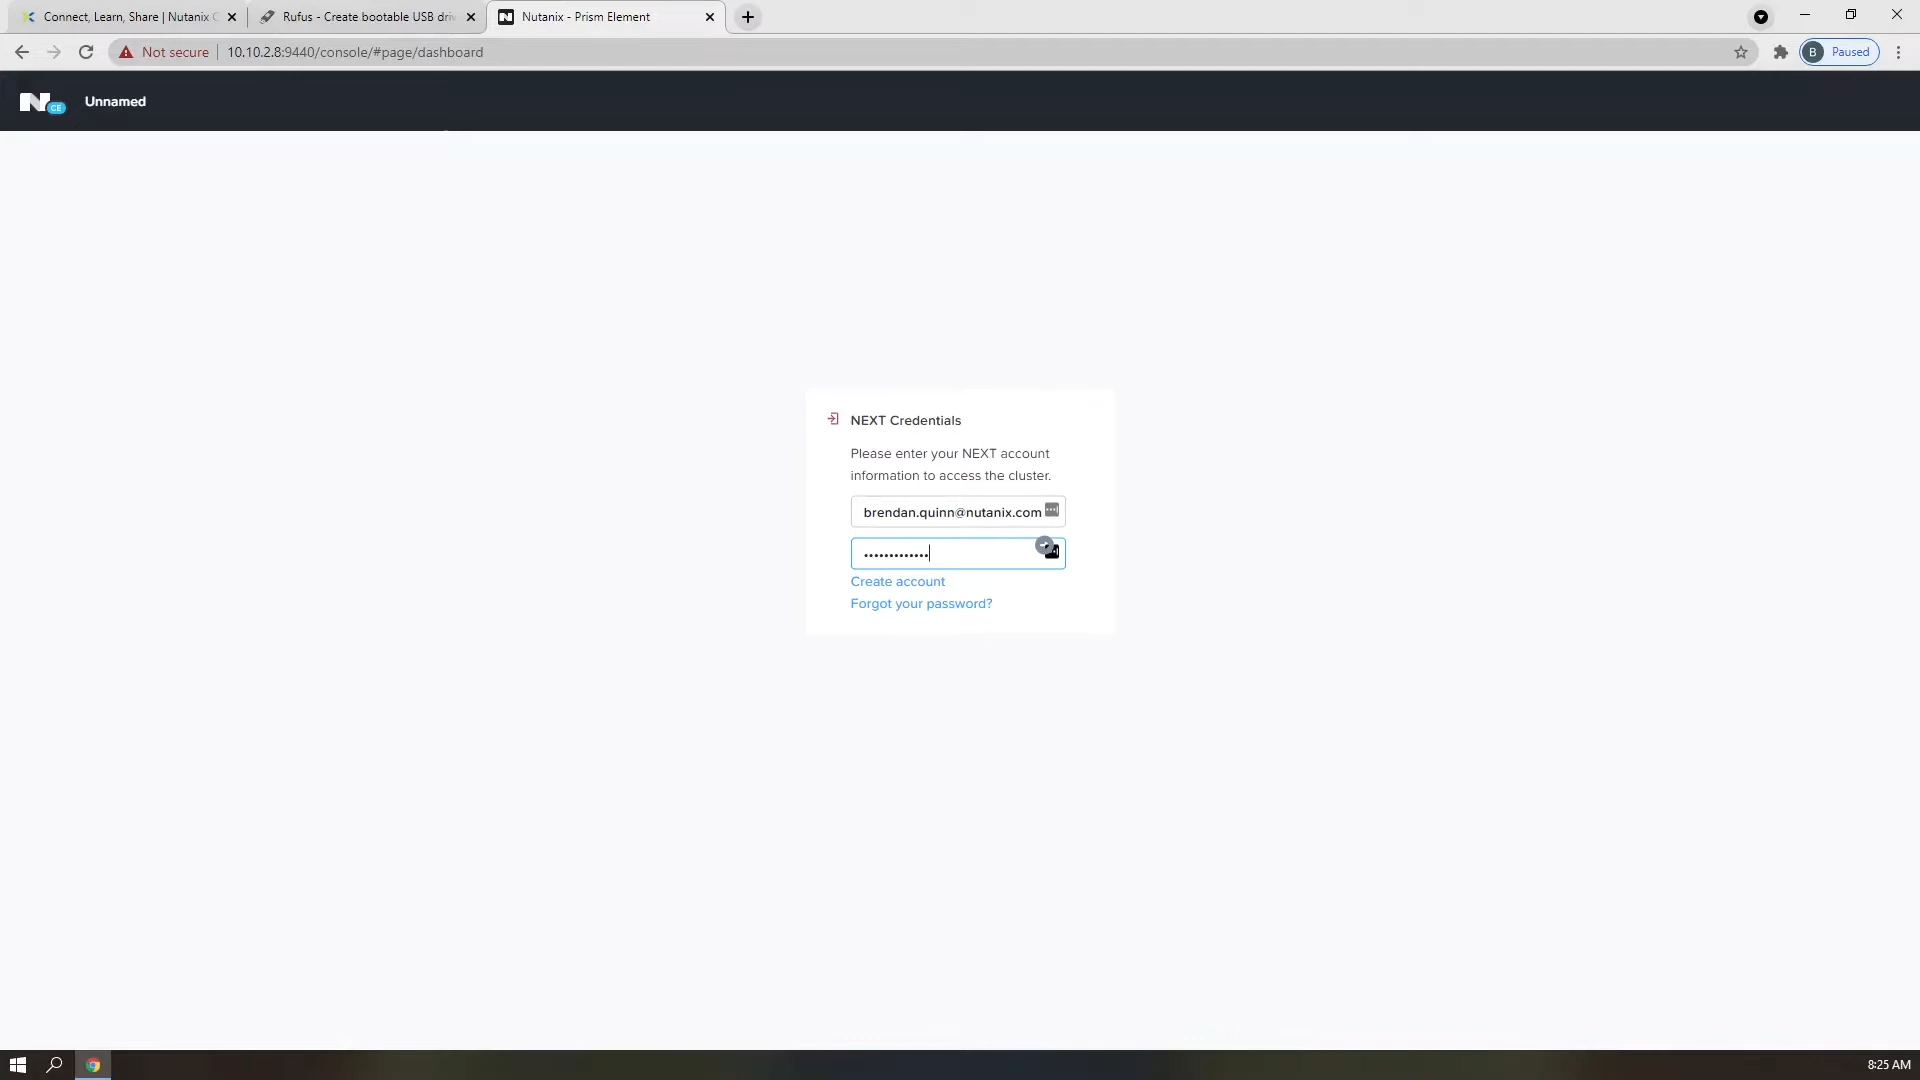 Connect, Learn, Share | Nutanix C
Rufus - Create bootable USB driv
Nutanix - Prism Element
Not secure
10.10.2.8:9440/console/#page/dashboard
B
Paused
N
CE
Unnamed
NEXT Credentials
Please enter your NEXT account
information to access the cluster.
brendan.quinn@nutanix.com
•••••••••••••
Create account
Forgot your password?
8:25 AM